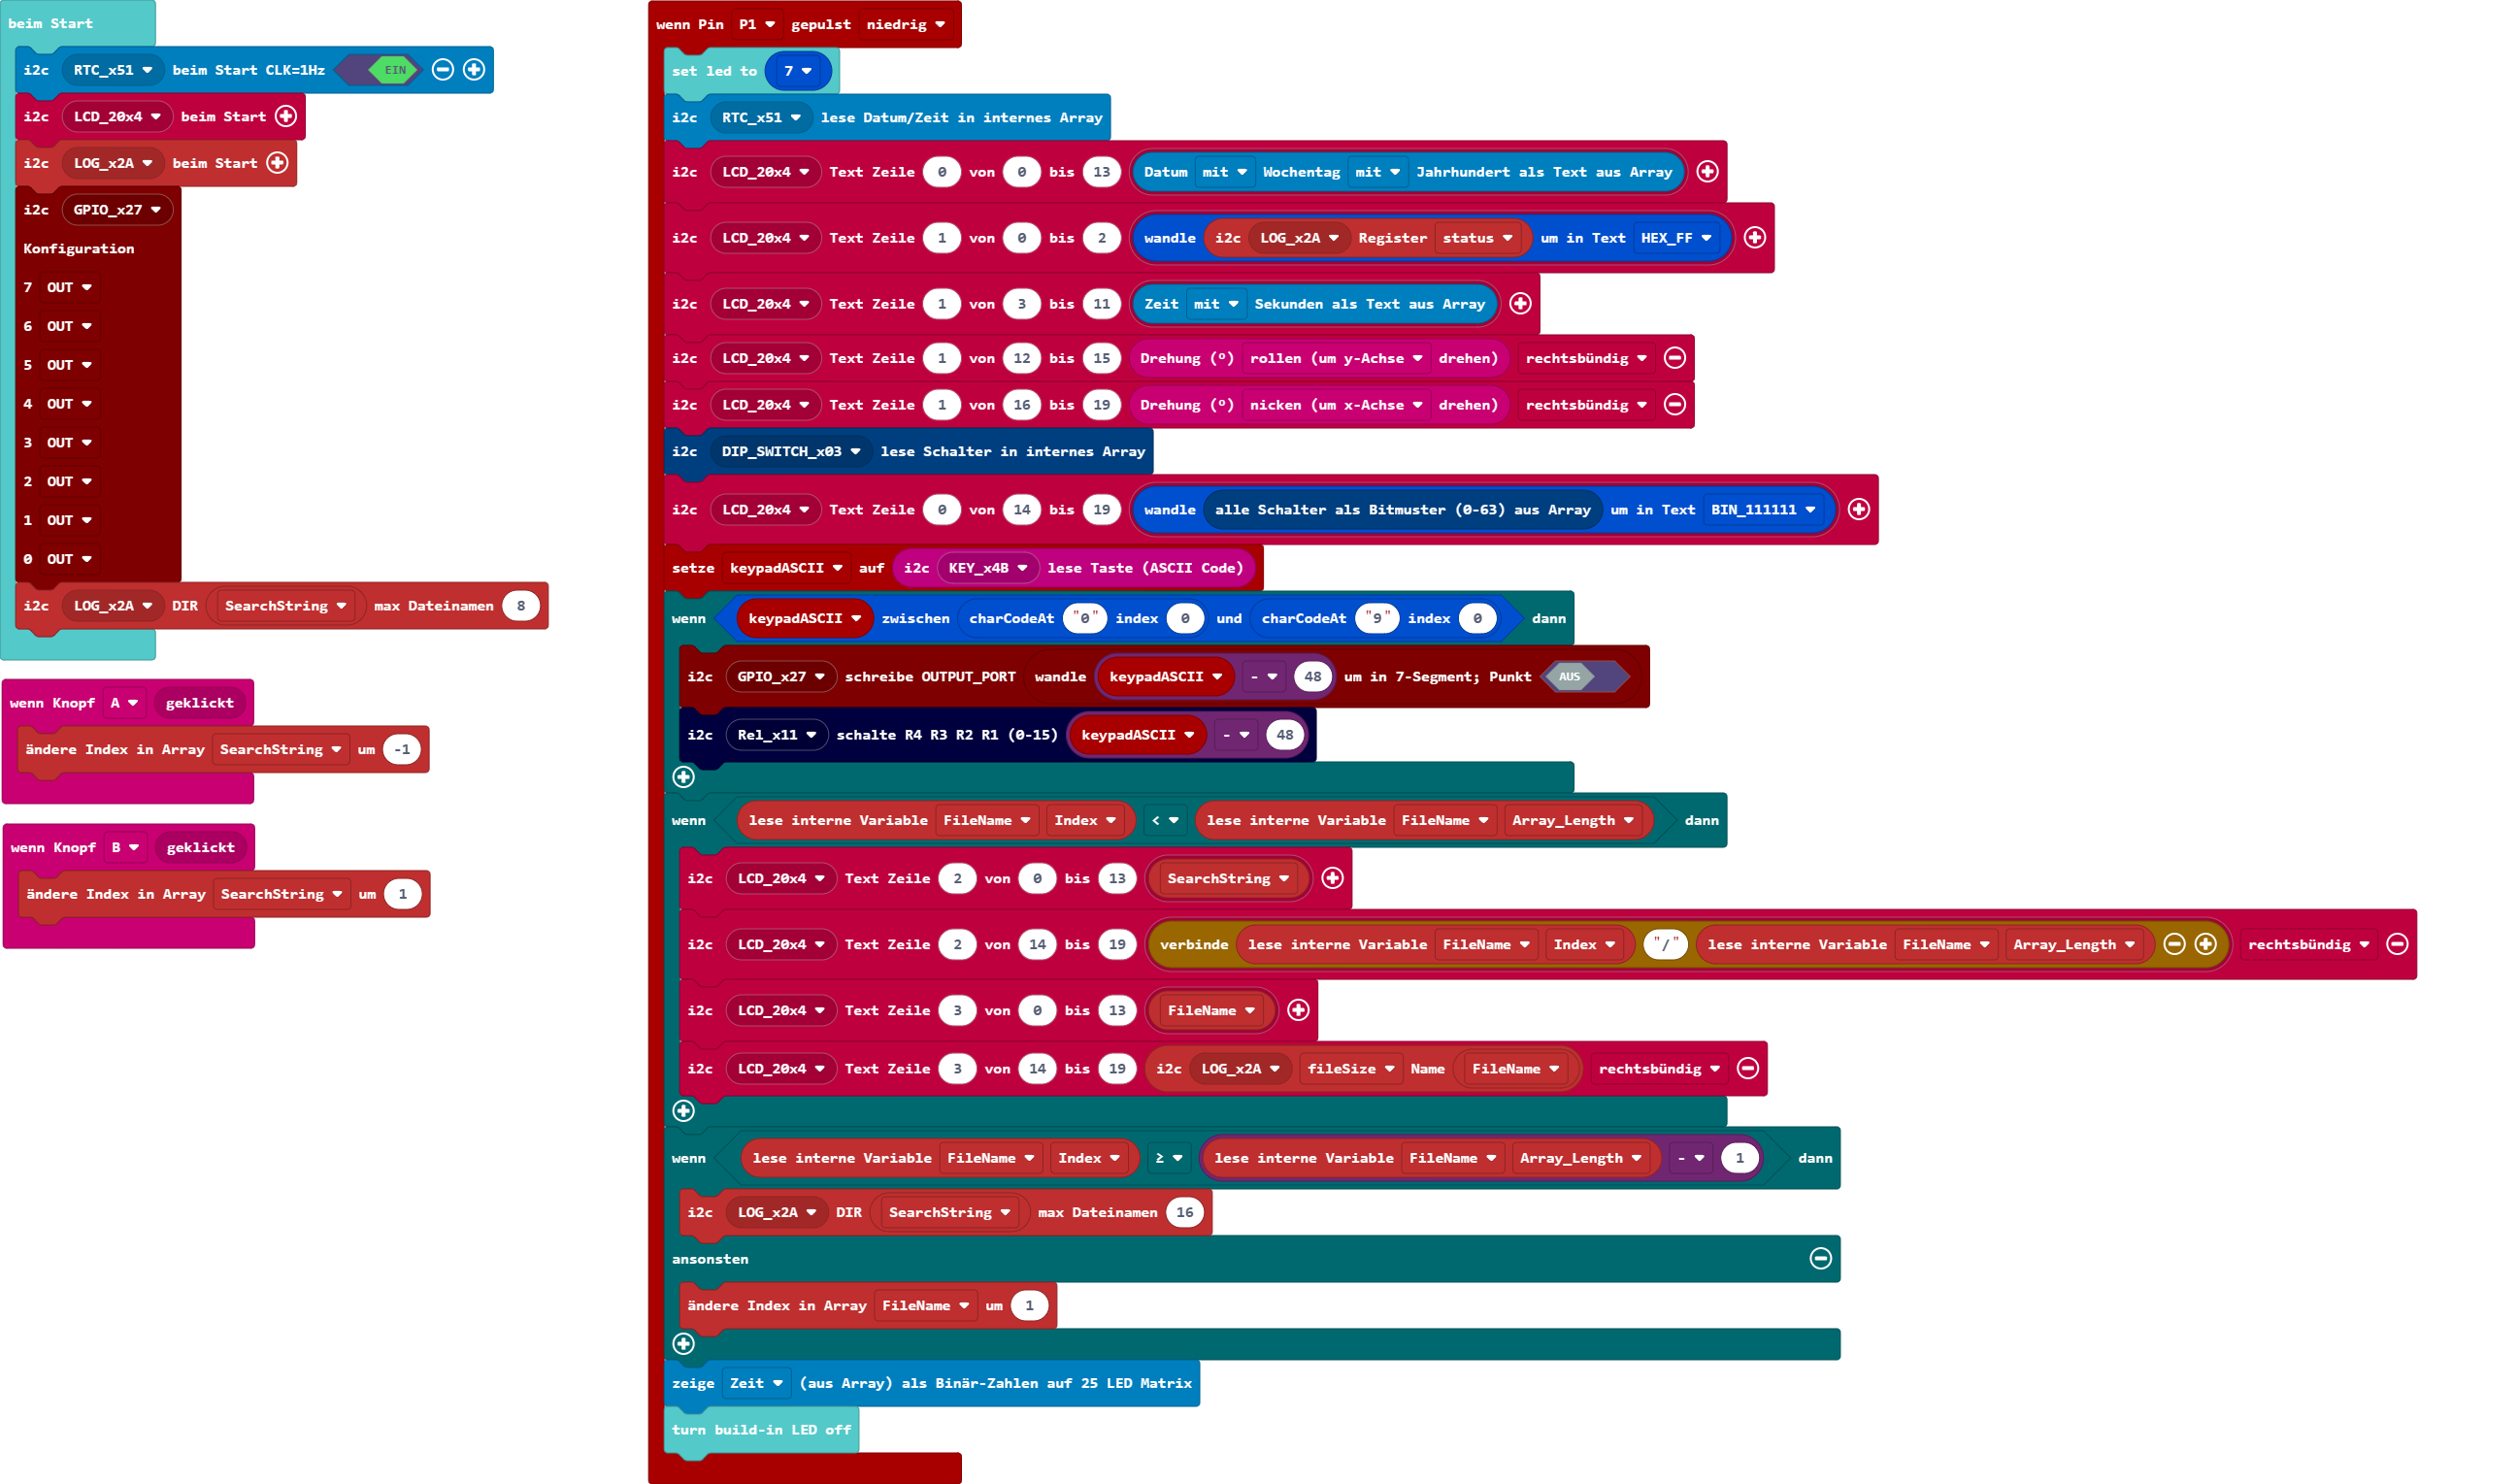 beim Start
i2c RTC_x51 beim Start CLK=1Hz EIN
i2c LCD_20x4 beim Start
i2c LOG_x2A beim Start
i2c GPIO_x27
Konfiguration
7 OUT
6 OUT
5 OUT
4 OUT
3 OUT
2 OUT
1 OUT
0 OUT
i2c LOG_x2A DIR SearchString max Dateinamen 8
wenn Knopf A geklickt
ändere Index in Array SearchString um -1
wenn Knopf B geklickt
ändere Index in Array SearchString um 1
wenn Pin P1 gepulst niedrig
set led to 7
i2c RTC_x51 lese Datum/Zeit in internes Array
i2c LCD_20x4 Text Zeile 0 von 0 bis 13 Datum mit Wochentag mit Jahrhundert als Text aus Array
i2c LCD_20x4 Text Zeile 1 von 0 bis 2 wandle i2c LOG_x2A Register status um in Text HEX_FF
i2c LCD_20x4 Text Zeile 1 von 3 bis 11 Zeit mit Sekunden als Text aus Array
i2c LCD_20x4 Text Zeile 1 von 12 bis 15 Drehung (º) rollen (um y-Achse drehen) rechtsbündig
i2c LCD_20x4 Text Zeile 1 von 16 bis 19 Drehung (º) nicken (um x-Achse drehen) rechtsbündig
i2c DIP_SWITCH_x03 lese Schalter in internes Array
i2c LCD_20x4 Text Zeile 0 von 14 bis 19 wandle alle Schalter als Bitmuster (0-63) aus Array um in Text BIN_111111
setze keypadASCII auf i2c KEY_x4B lese Taste (ASCII Code)
wenn keypadASCII zwischen charCodeAt "0" index 0 und charCodeAt "9" index 0 dann
i2c GPIO_x27 schreibe OUTPUT_PORT wandle keypadASCII - 48 um in 7-Segment; Punkt AUS
i2c Rel_x11 schalte R4 R3 R2 R1 (0-15) keypadASCII - 48
wenn lese interne Variable FileName Index < lese interne Variable FileName Array_Length dann
i2c LCD_20x4 Text Zeile 2 von 0 bis 13 SearchString
i2c LCD_20x4 Text Zeile 2 von 14 bis 19 verbinde lese interne Variable FileName Index "/" lese interne Variable FileName Array_Length rechtsbündig
i2c LCD_20x4 Text Zeile 3 von 0 bis 13 FileName
i2c LCD_20x4 Text Zeile 3 von 14 bis 19 i2c LOG_x2A fileSize Name FileName rechtsbündig
wenn lese interne Variable FileName Index ≥ lese interne Variable FileName Array_Length - 1 dann
i2c LOG_x2A DIR SearchString max Dateinamen 16
ansonsten
ändere Index in Array FileName um 1
zeige Zeit (aus Array) als Binär-Zahlen auf 25 LED Matrix
turn build-in LED off